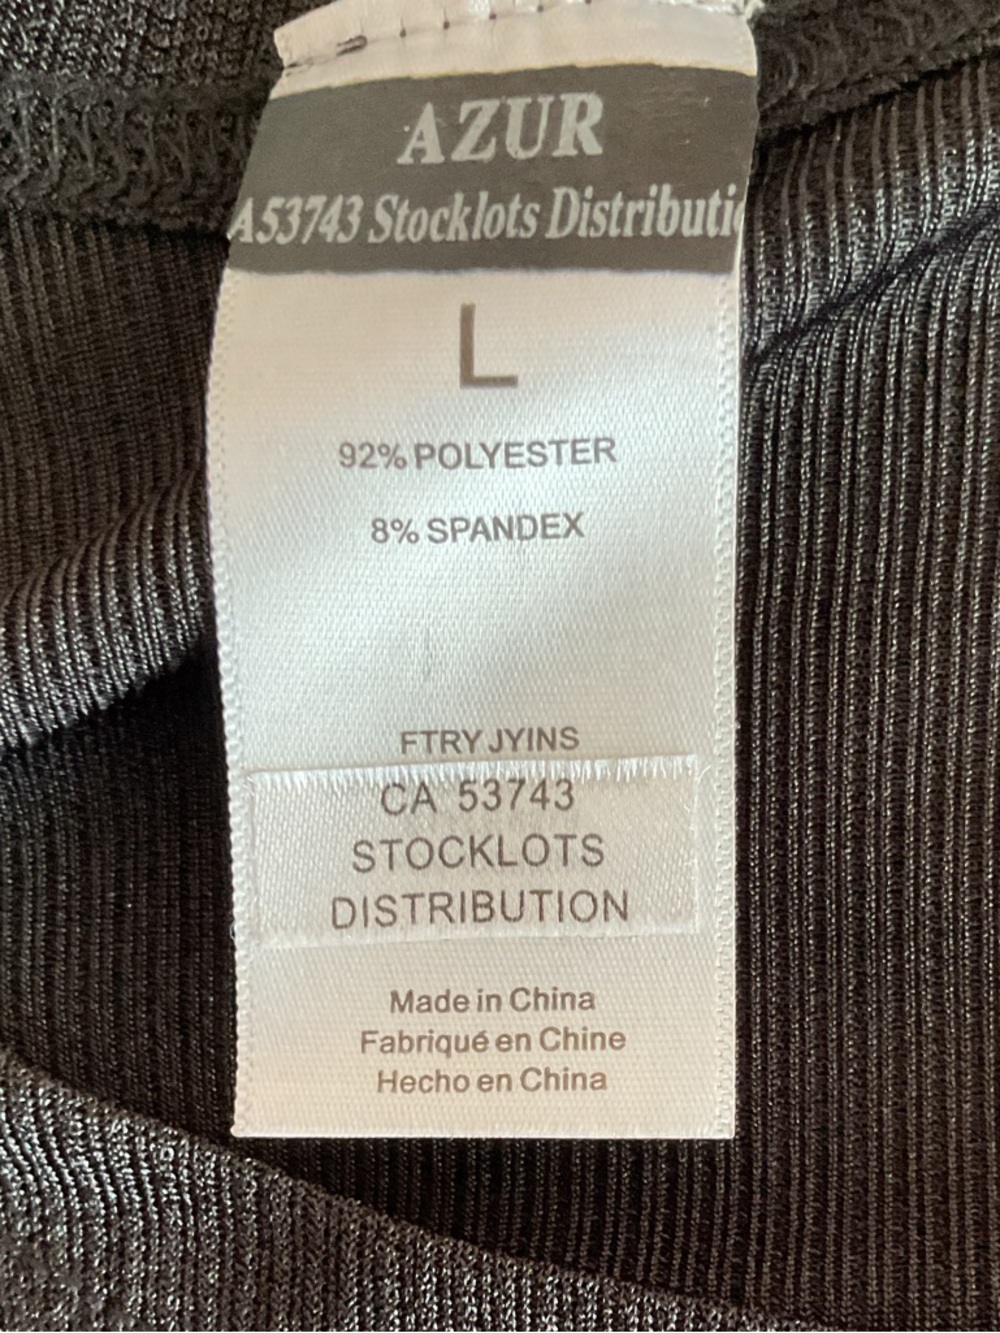 AZUR
A53743 Stocklots Distributi
L
92% POLYESTER
8% SPANDEX
FTRY JYINS
CA 53743
STOCKLOTS
DISTRIBUTION
Made in China
Fabriqué en Chine
Hecho en China